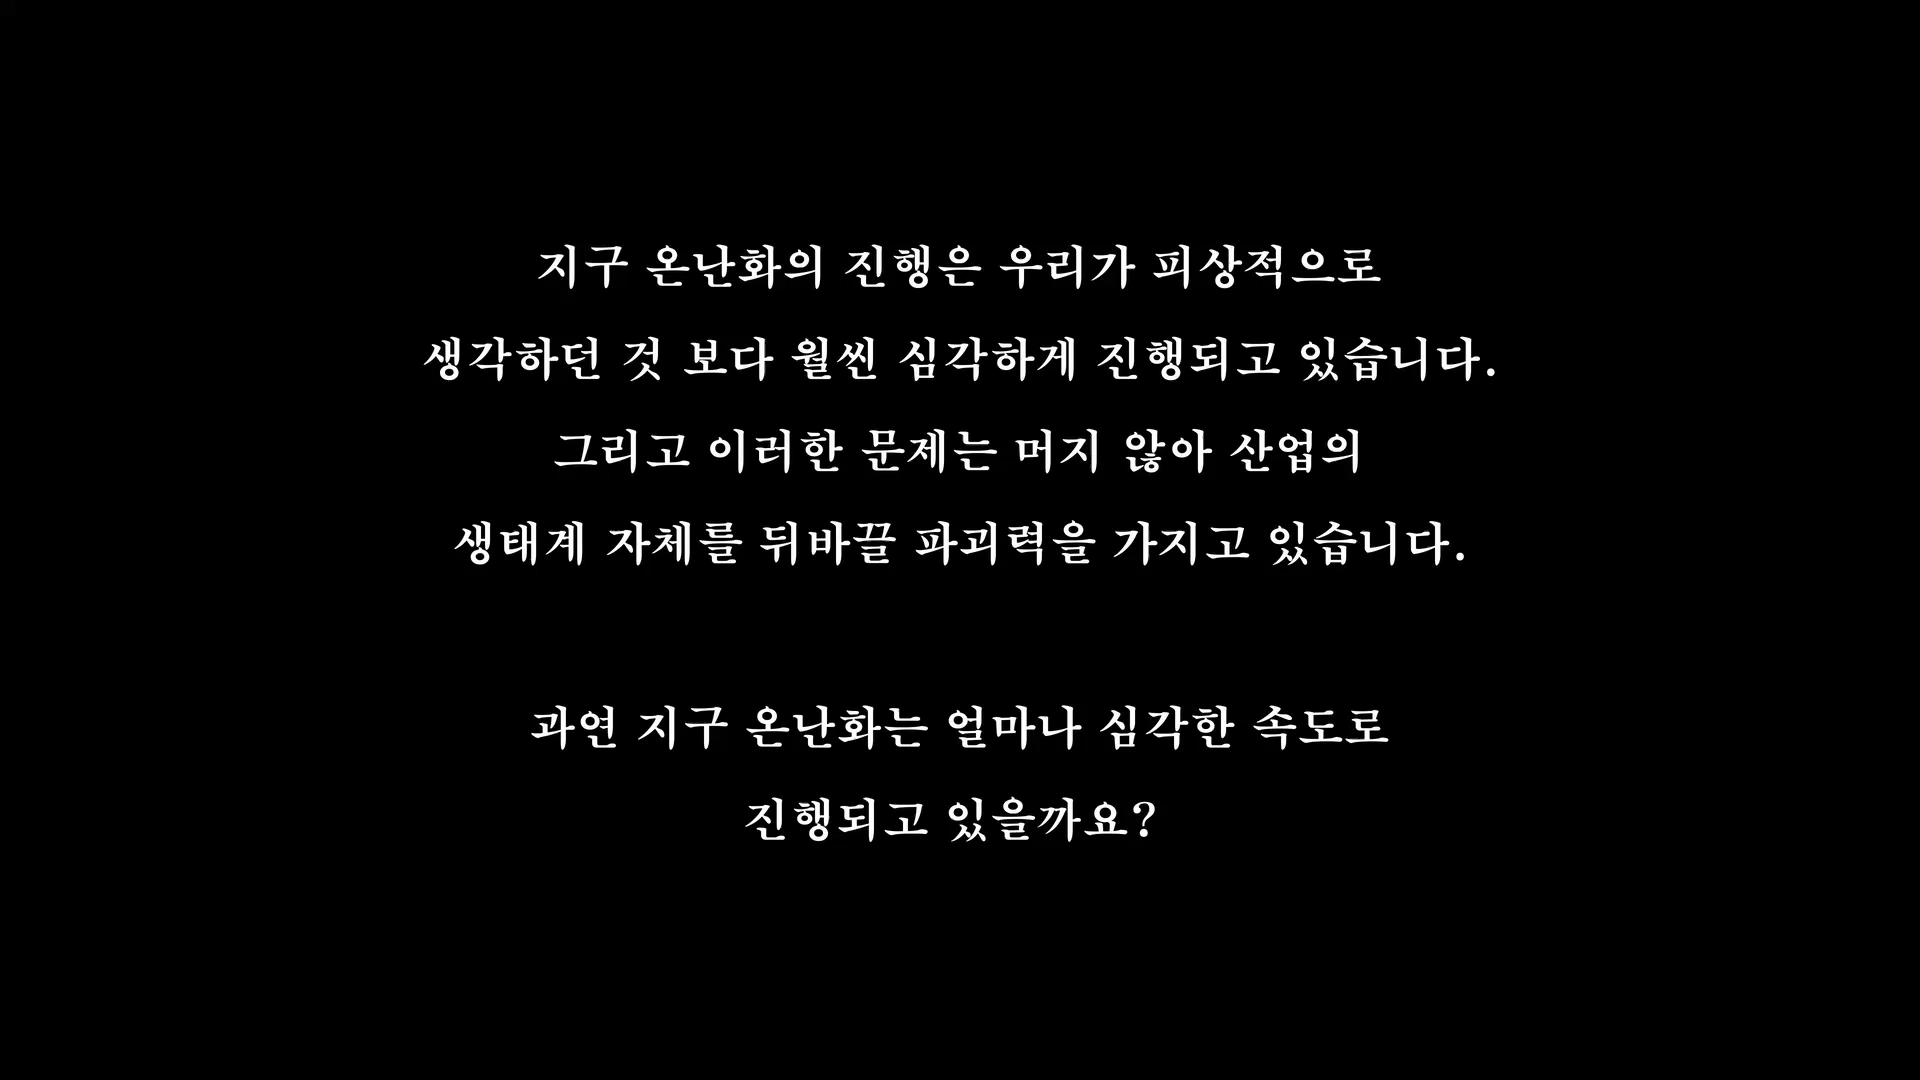 지구 온난화의 진행은 우리가 피상적으로
생각하던 것 보다 월씬 심각하게 진행되고 있습니다.
그리고 이러한 문제는 머지 않아 산업의
생태계 자체를 뒤바끌 파괴력을 가지고 있습니다.
과연 지구 온난화는 얼마나 심각한 속도로
진행되고 있을까요?